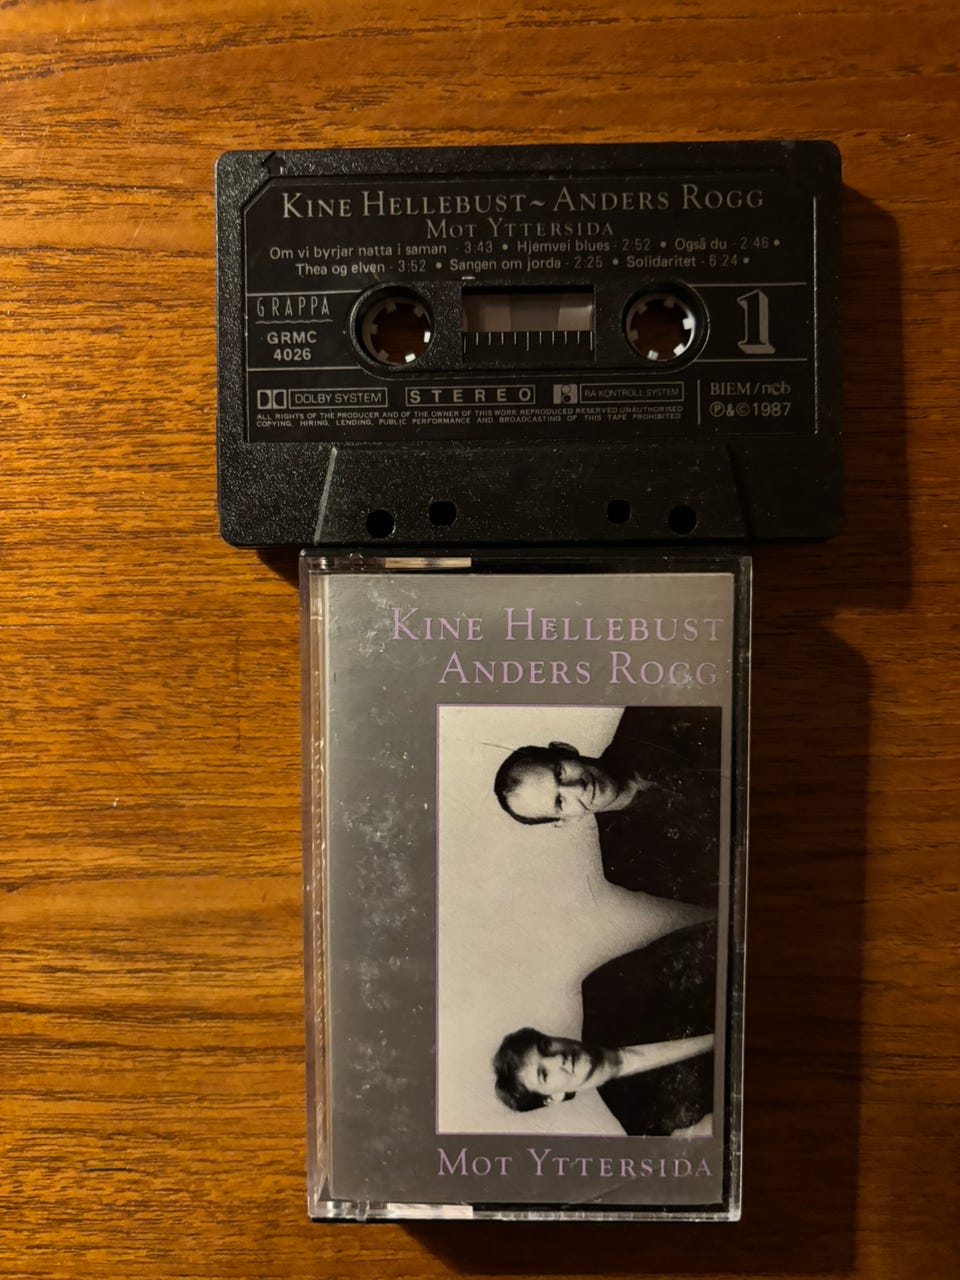 KINE HELLEBUST ~ ANDERS ROGG
MOT YTTERSIDA
Om vi byrjar natta i saman · 3:43 • Hjemvei blues · 2:52 • Også du · 2:46 •
Thea og elven · 3:52 • Sangen om jorda · 2:25 • Solidaritet · 6:24 •
GRAPPA
GRMC
4026
1
DOLBY SYSTEM
STEREO
RA KONTROLL SYSTEM
BIEM/ncb
℗&©1987
ALL RIGHTS OF THE PRODUCER AND OF THE OWNER OF THIS WORK REPRODUCED RESERVED. UNAUTHORISED
COPYING, HIRING, LENDING, PUBLIC PERFORMANCE AND BROADCASTING OF THIS TAPE PROHIBITED
KINE HELLEBUST
ANDERS ROGG
MOT YTTERSIDA